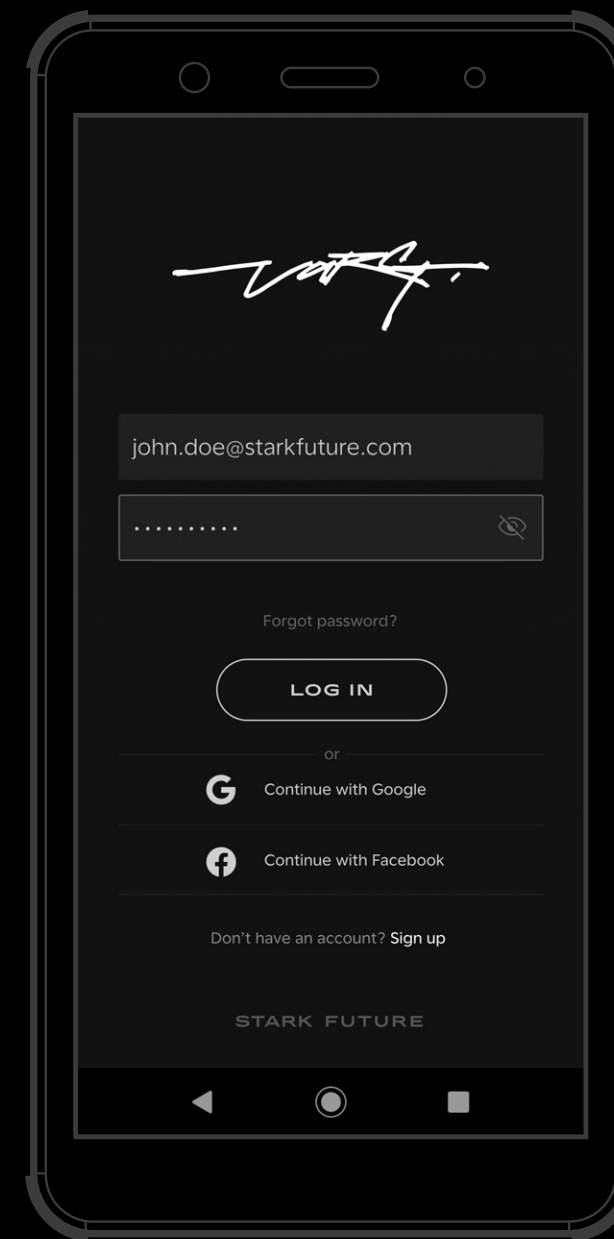 VARG.
john.doe@starkfuture.com
Forgot password?
LOG IN
or
Continue with Google
Continue with Facebook
Don't have an account? Sign up
STARK FUTURE